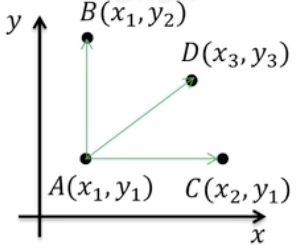 B(x₁, y₂)
y
D(x₃, y₃)
A(x₁, y₁) C(x₂, y₁)
x